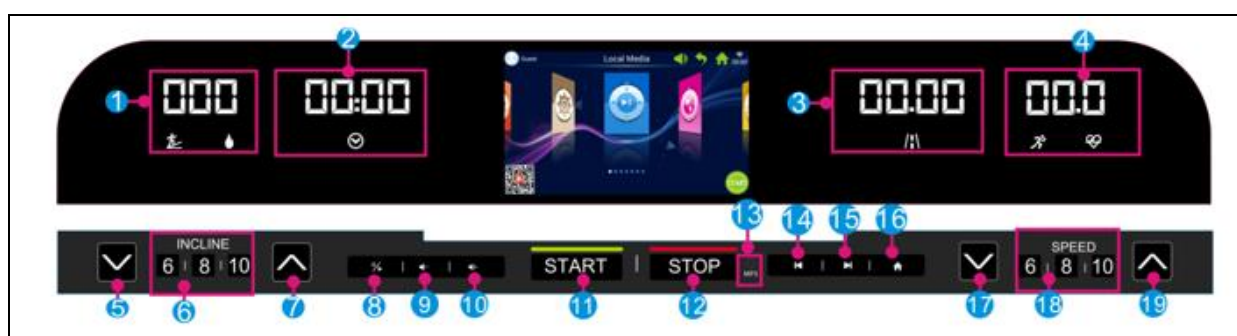 2
4
Guest Local Media
1 000 00:00 3 00.00 00.0
START
13 14 15 16
INCLINE SPEED
6 8 10 START STOP MP3 6 8 10
5 6 7 8 9 10 11 12 17 18 19